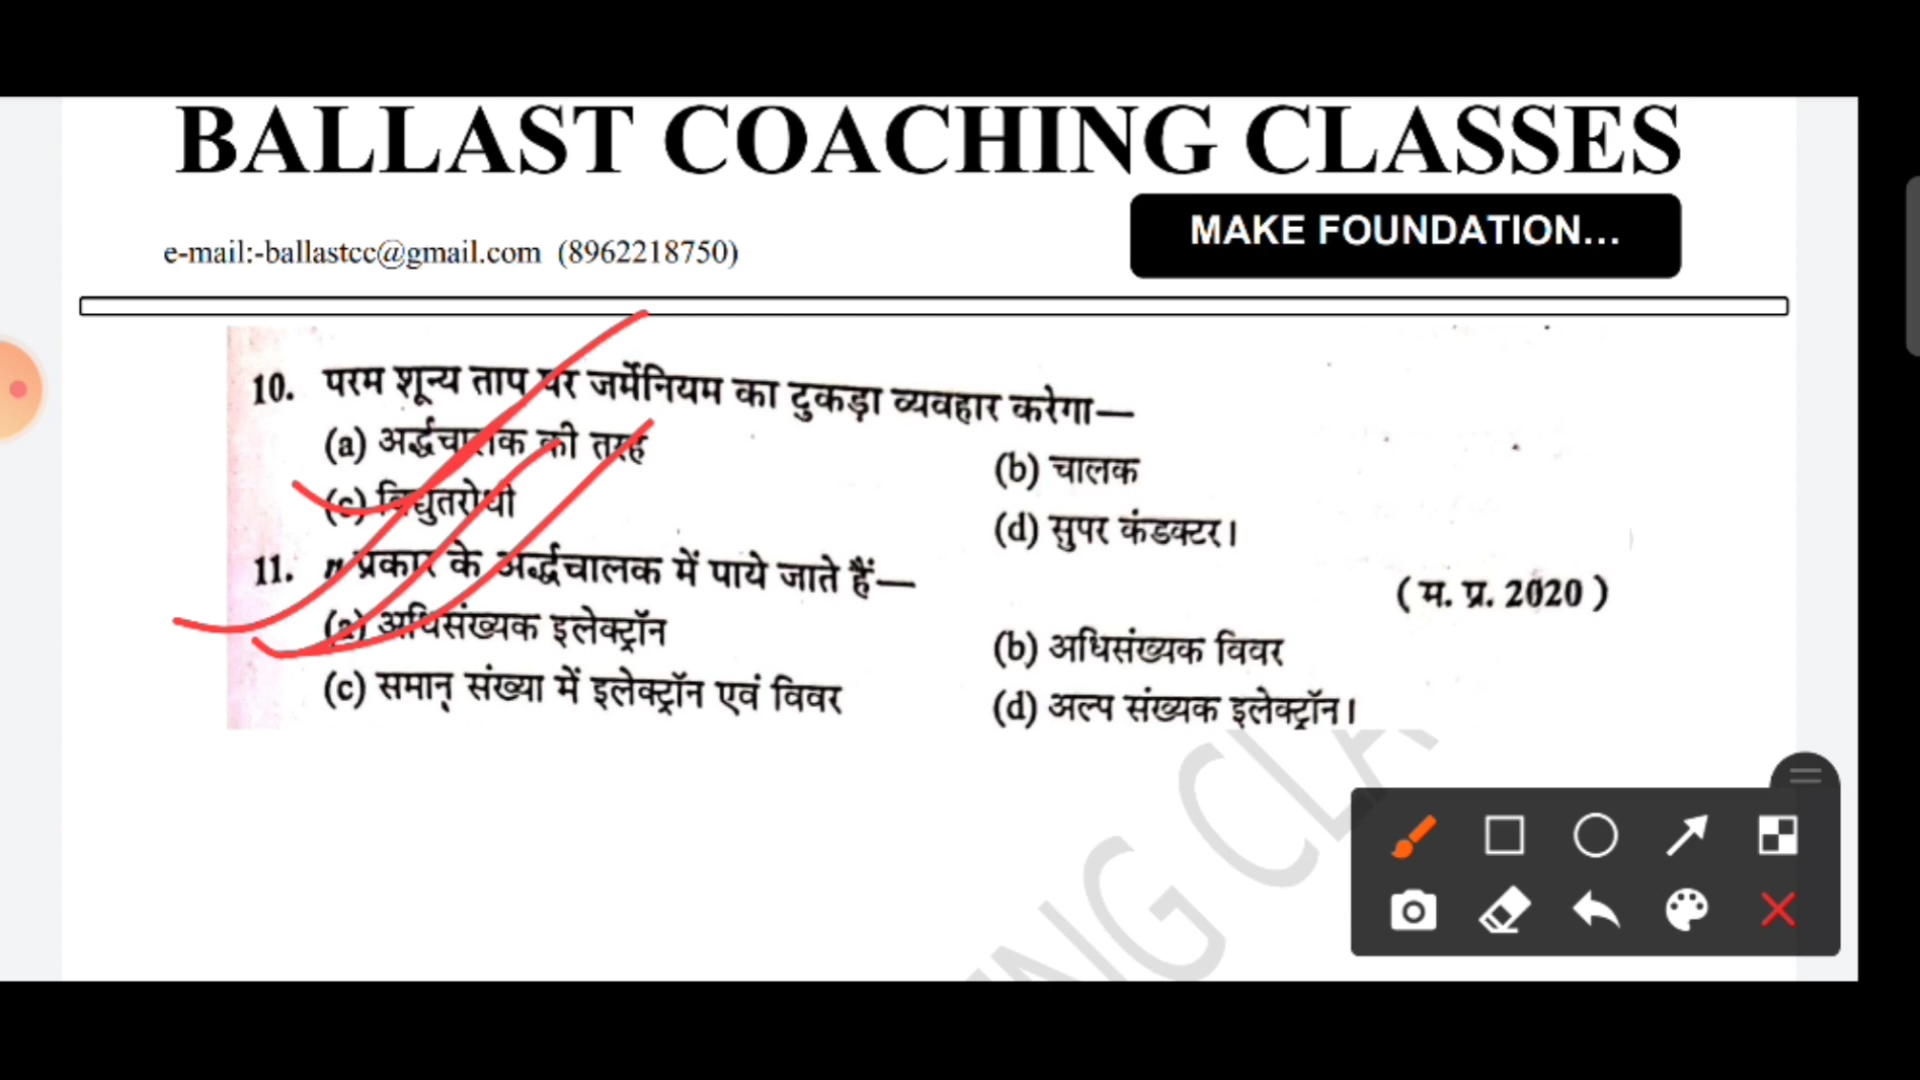 BALLAST COACHING CLASSES
MAKE FOUNDATION...
e-mail:-ballastcc@gmail.com (8962218750)
10. परम शून्य ताप पर जर्मेनियम का टुकड़ा व्यवहार करेगा—
(a) अर्द्धचालक की तरह
(b) चालक
(c) विद्युतरोधी
(d) सुपर कंडक्टर।
11. n प्रकार के अर्द्धचालक में पाये जाते हैं—
(म. प्र. 2020)
(a) अधिसंख्यक इलेक्ट्रॉन
(b) अधिसंख्यक विवर
(c) समान् संख्या में इलेक्ट्रॉन एवं विवर
(d) अल्प संख्यक इलेक्ट्रॉन।